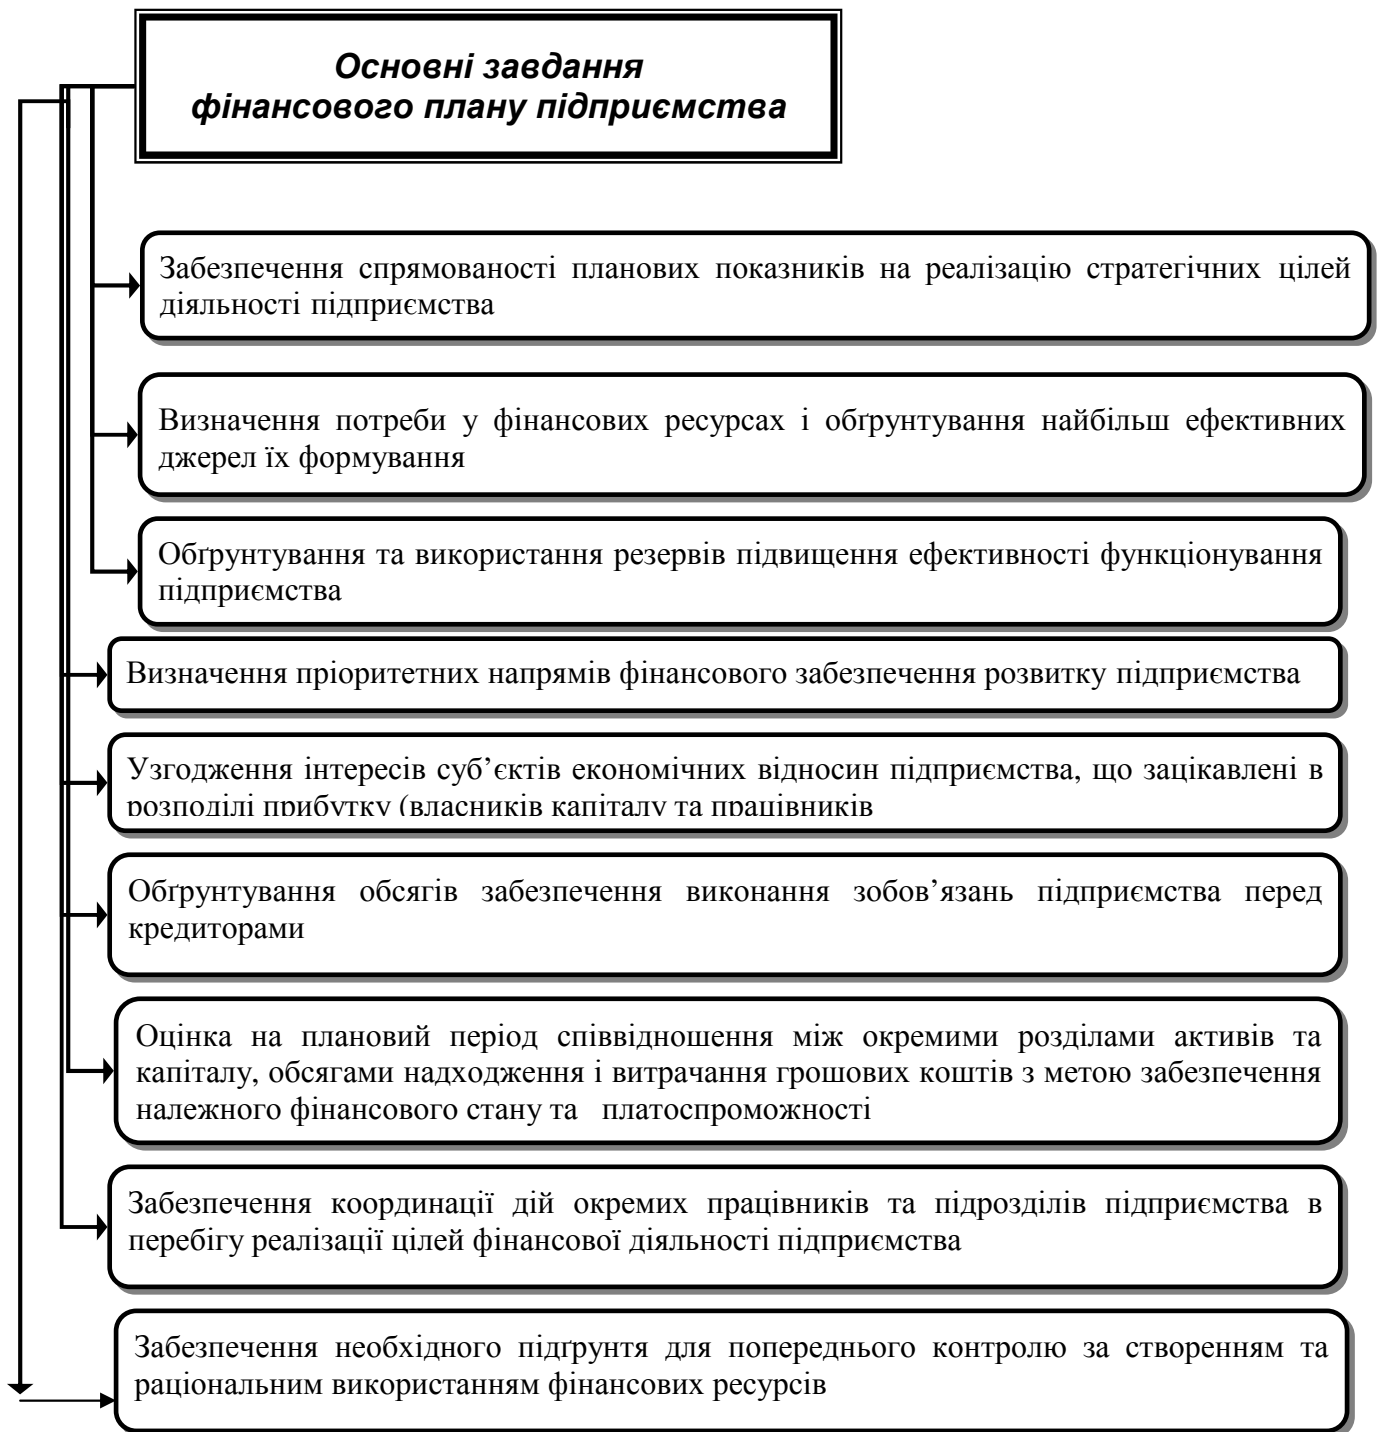 Основні завдання
фінансового плану підприємства
Забезпечення спрямованості планових показників на реалізацію стратегічних цілей
діяльності підприємства
Визначення потреби у фінансових ресурсах і обґрунтування найбільш ефективних
джерел їх формування
Обґрунтування та використання резервів підвищення ефективності функціонування
підприємства
Визначення пріоритетних напрямів фінансового забезпечення розвитку підприємства
Узгодження інтересів суб’єктів економічних відносин підприємства, що зацікавлені в
розподілі прибутку (власників капіталу та працівників
Обґрунтування обсягів забезпечення виконання зобов’язань підприємства перед
кредиторами
Оцінка на плановий період співвідношення між окремими розділами активів та
капіталу, обсягами надходження і витрачання грошових коштів з метою забезпечення
належного фінансового стану та платоспроможності
Забезпечення координації дій окремих працівників та підрозділів підприємства в
перебігу реалізації цілей фінансової діяльності підприємства
Забезпечення необхідного підґрунтя для попереднього контролю за створенням та
раціональним використанням фінансових ресурсів